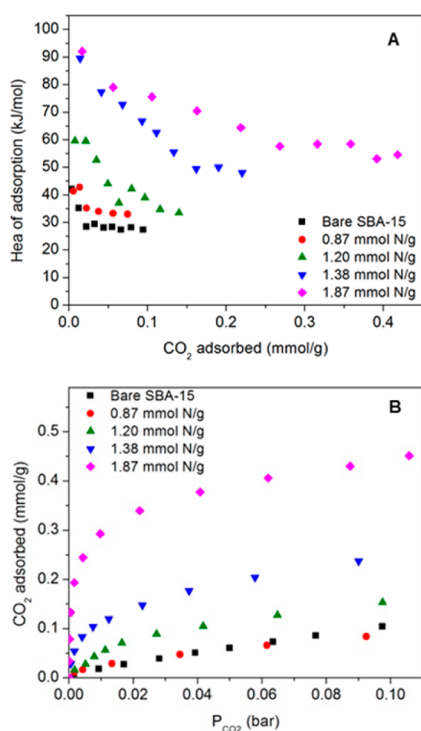 A
Hea of adsorption (kJ/mol)
100
90
80
70
60
50
40
30
20
10
0
Bare SBA-15
0.87 mmol N/g
1.20 mmol N/g
1.38 mmol N/g
1.87 mmol N/g
0.0 0.1 0.2 0.3 0.4
CO₂ adsorbed (mmol/g)
B
Bare SBA-15
0.87 mmol N/g
1.20 mmol N/g
1.38 mmol N/g
1.87 mmol N/g
CO₂ adsorbed (mmol/g)
0.5
0.4
0.3
0.2
0.1
0.0
0.00 0.02 0.04 0.06 0.08 0.10
P_CO2 (bar)